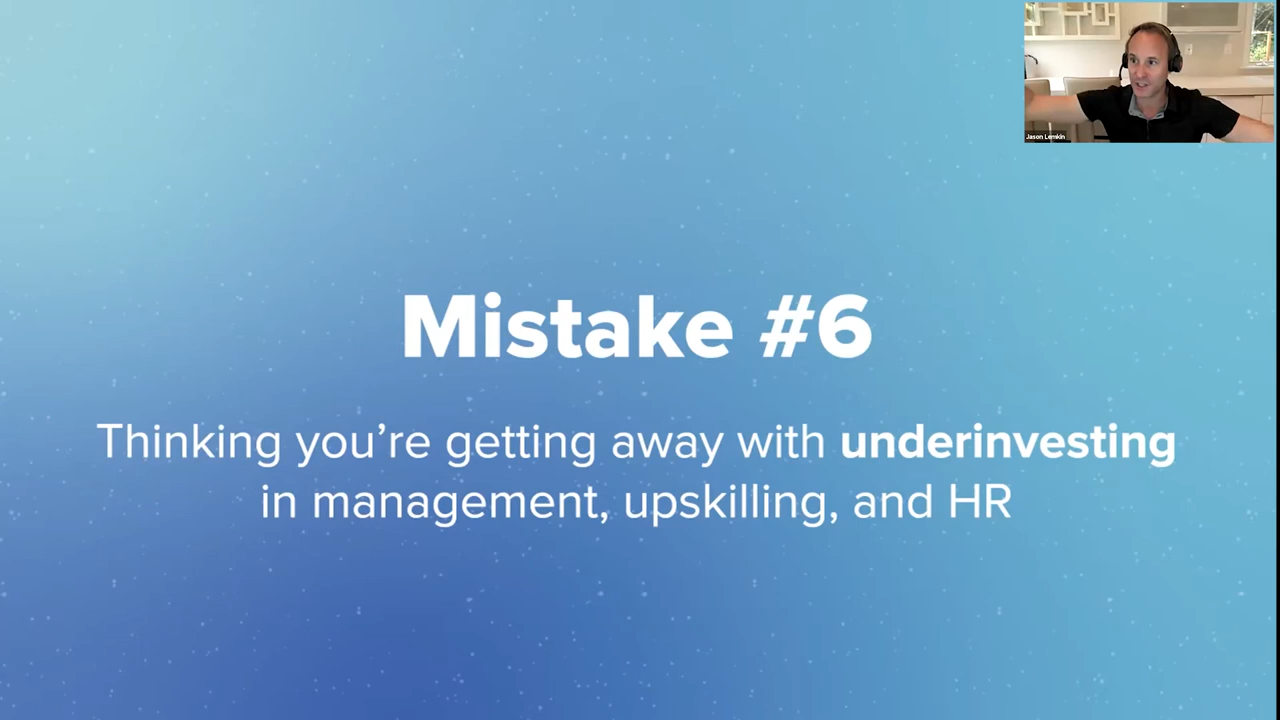 Jason Lemkin
Mistake #6
Thinking you’re getting away with underinvesting
in management, upskilling, and HR